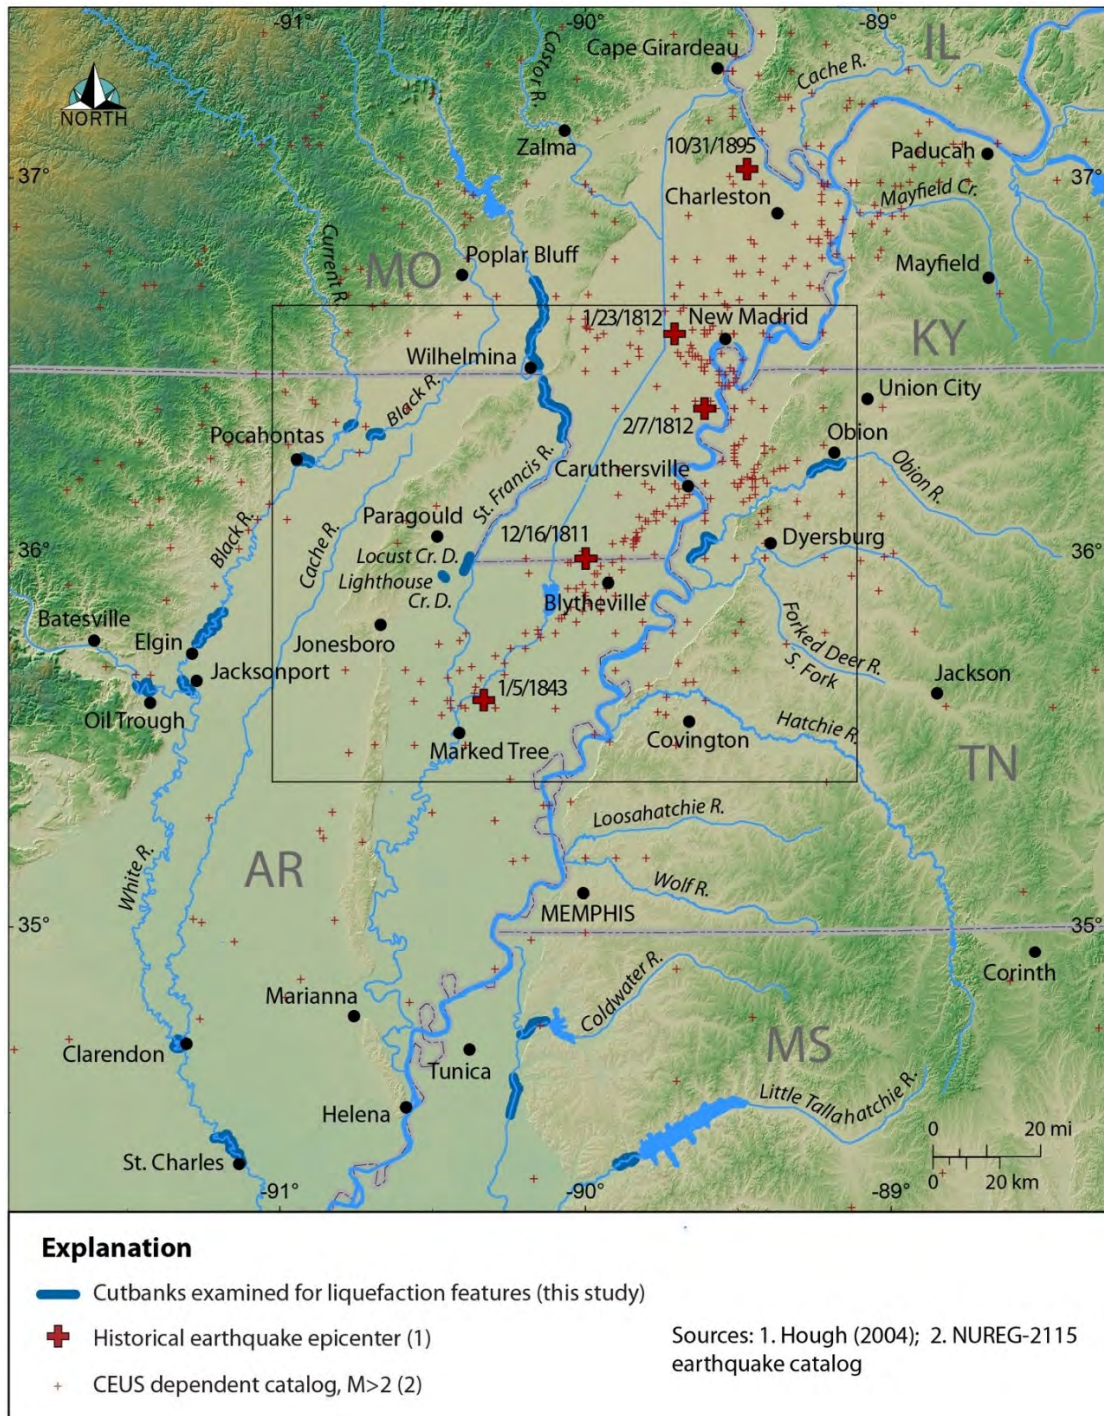 -91°
-90°
-89°
IL
Cape Girardeau
Castor R.
Cache R.
NORTH
Zalma
10/31/1895
Paducah
37°
37°
Charleston
Mayfield Cr.
Current R.
MO
Poplar Bluff
Mayfield
1/23/1812
New Madrid
KY
Wilhelmina
Black R.
Union City
2/7/1812
Pocahontas
Obion
Caruthersville
St. Francis R.
Obion R.
Paragould
Cache R.
Black R.
12/16/1811
Dyersburg
36°
36°
Locust Cr. D.
Lighthouse
Cr. D.
Blytheville
Batesville
Elgin
Jonesboro
Forked Deer R.
S. Fork
Jacksonport
1/5/1843
Jackson
Oil Trough
Marked Tree
Covington
Hatchie R.
TN
Loosahatchie R.
White R.
AR
Wolf R.
MEMPHIS
35°
35°
Corinth
Coldwater R.
Marianna
Clarendon
Tunica
MS
Helena
Little Tallahatchie R.
St. Charles
0 20 mi
0 20 km
-91°
-90°
-89°
Explanation
Cutbanks examined for liquefaction features (this study)
Historical earthquake epicenter (1)
CEUS dependent catalog, M>2 (2)
Sources: 1. Hough (2004); 2. NUREG-2115
earthquake catalog